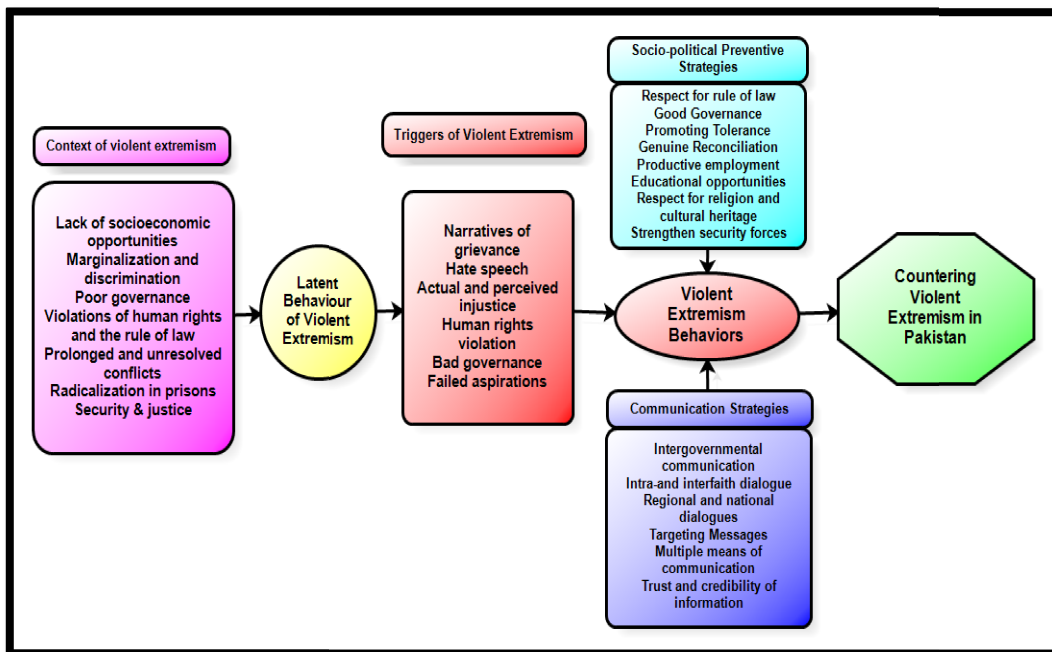 Context of violent extremism
Lack of socioeconomic
opportunities
Marginalization and
discrimination
Poor governance
Violations of human rights
and the rule of law
Prolonged and unresolved
conflicts
Radicalization in prisons
Security & justice
Latent
Behaviour
of Violent
Extremism
Triggers of Violent Extremism
Narratives of
grievance
Hate speech
Actual and perceived
injustice
Human rights
violation
Bad governance
Failed aspirations
Socio-political Preventive
Strategies
Respect for rule of law
Good Governance
Promoting Tolerance
Genuine Reconciliation
Productive employment
Educational opportunities
Respect for religion and
cultural heritage
Strengthen security forces
Violent
Extremism
Behaviors
Communication Strategies
Intergovernmental
communication
Intra-and interfaith dialogue
Regional and national
dialogues
Targeting Messages
Multiple means of
communication
Trust and credibility of
information
Countering
Violent
Extremism in
Pakistan